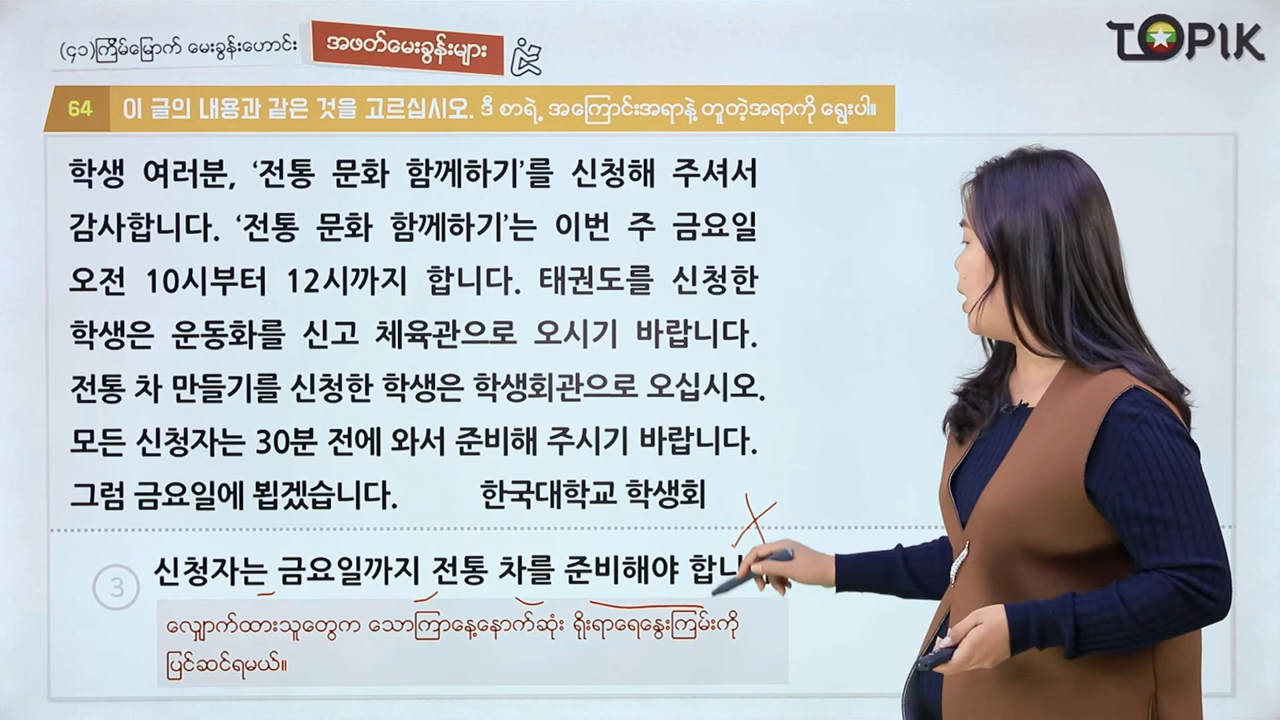 (၄၁)ကြိမ်မြောက် မေးခွန်းဟောင်း
အဖတ်မေးခွန်းများ
TOPIK
64 이 글의 내용과 같은 것을 고르십시오. ဒီ စာရဲ့ အကြောင်းအရာနဲ့ တူတဲ့အရာကို ရွေးပါ။
학생 여러분, ‘전통 문화 함께하기’를 신청해 주셔서
감사합니다. ‘전통 문화 함께하기’는 이번 주 금요일
오전 10시부터 12시까지 합니다. 태권도를 신청한
학생은 운동화를 신고 체육관으로 오시기 바랍니다.
전통 차 만들기를 신청한 학생은 학생회관으로 오십시오.
모든 신청자는 30분 전에 와서 준비해 주시기 바랍니다.
그럼 금요일에 뵙겠습니다. 한국대학교 학생회
3 신청자는 금요일까지 전통 차를 준비해야
လျှောက်ထားသူတွေက သောကြာနေ့နောက်ဆုံး ရိုးရာရေနွေးကြမ်းကို
ပြင်ဆင်ရမယ်။